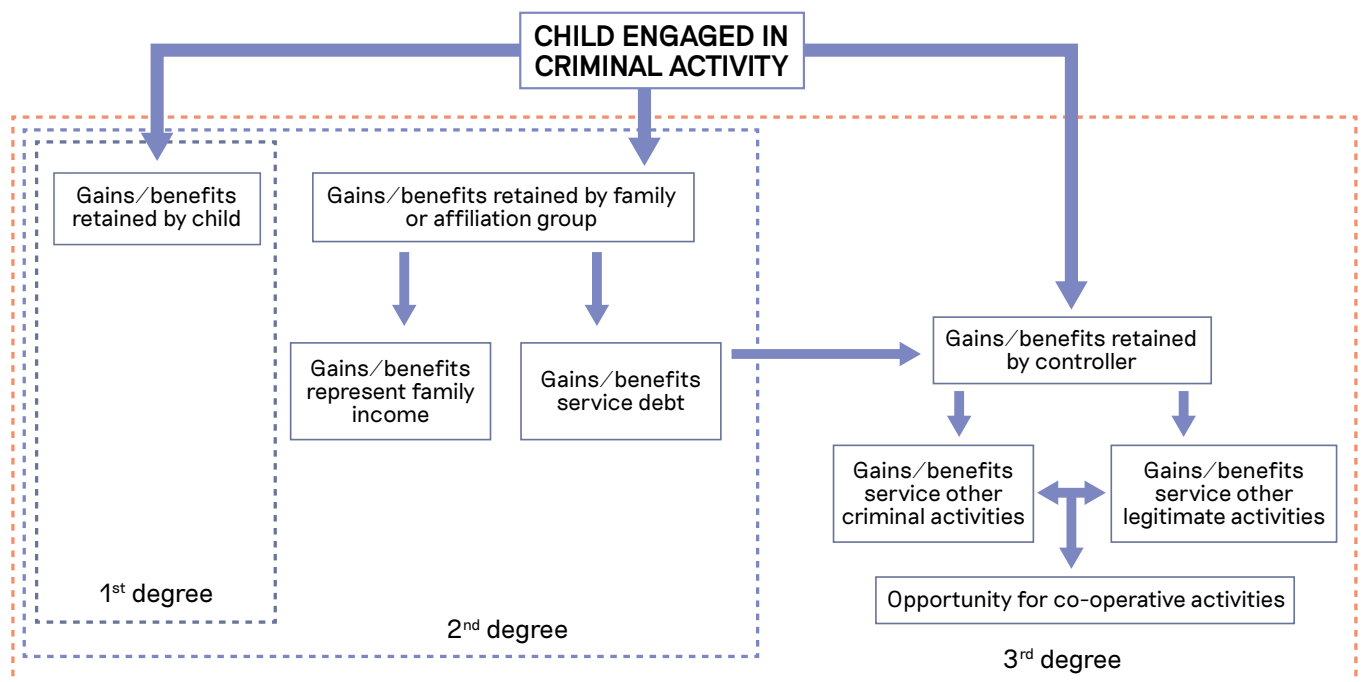 CHILD ENGAGED IN
CRIMINAL ACTIVITY
Gains/benefits
retained by child
Gains/benefits retained by family
or affiliation group
Gains/benefits
represent family
income
Gains/benefits
service debt
Gains/benefits retained
by controller
Gains/benefits
service other
criminal activities
Gains/benefits
service other
legitimate activities
Opportunity for co-operative activities
1st degree
2nd degree
3rd degree